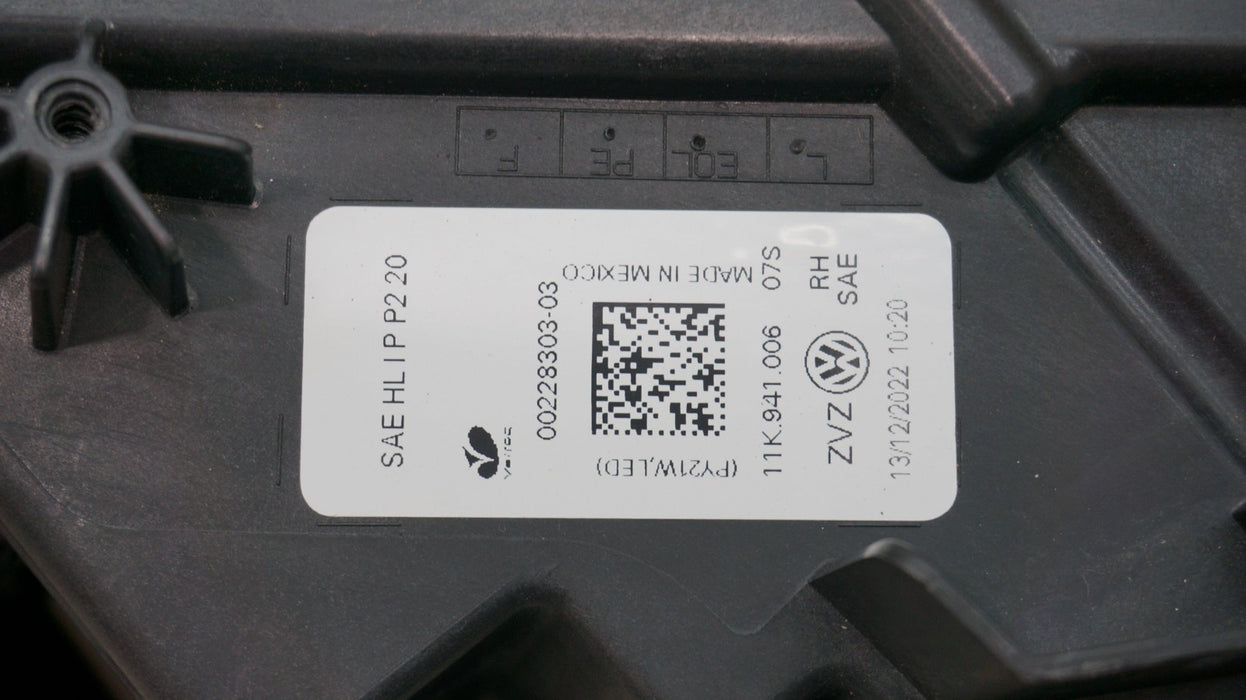 SAE HL I P P2 20
Valeo
00228303-03
MADE IN MEXICO
(PY21W,LED)
11K.941.006 07S
ZVZ
RH
SAE
13/12/2022 10:20
L EOL PE F